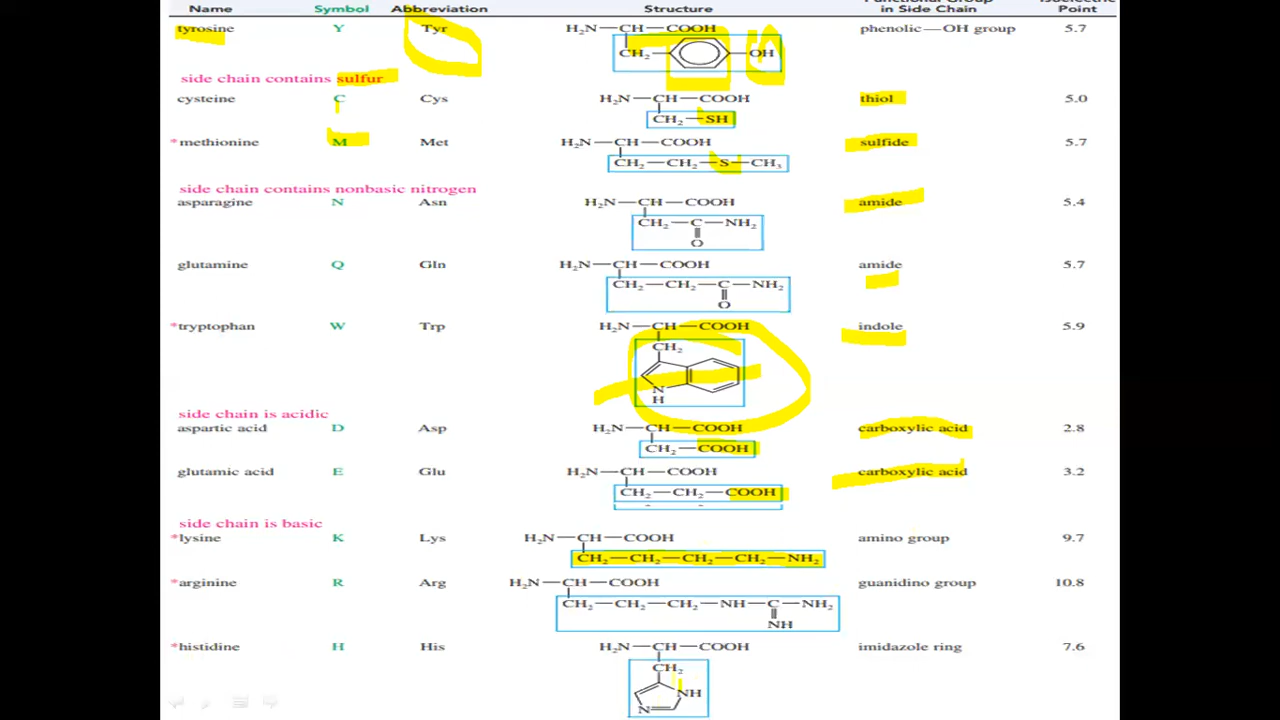 Name Symbol Abbreviation Structure Functional Group in Side Chain Isoelectric Point
tyrosine Y Tyr H₂N—CH—COOH phenolic—OH group 5.7
CH₂— —OH
side chain contains sulfur
cysteine C Cys H₂N—CH—COOH thiol 5.0
CH₂—SH
*methionine M Met H₂N—CH—COOH sulfide 5.7
CH₂—CH₂—S—CH₃
side chain contains nonbasic nitrogen
asparagine N Asn H₂N—CH—COOH amide 5.4
CH₂—C—NH₂
O
glutamine Q Gln H₂N—CH—COOH amide 5.7
CH₂—CH₂—C—NH₂
O
*tryptophan W Trp H₂N—CH—COOH indole 5.9
CH₂
N
H
side chain is acidic
aspartic acid D Asp H₂N—CH—COOH carboxylic acid 2.8
CH₂—COOH
glutamic acid E Glu H₂N—CH—COOH carboxylic acid 3.2
CH₂—CH₂—COOH
side chain is basic
*lysine K Lys H₂N—CH—COOH amino group 9.7
CH₂—CH₂—CH₂—CH₂—NH₂
*arginine R Arg H₂N—CH—COOH guanidino group 10.8
CH₂—CH₂—CH₂—NH—C—NH₂
NH
*histidine H His H₂N—CH—COOH imidazole ring 7.6
CH₂
NH
N